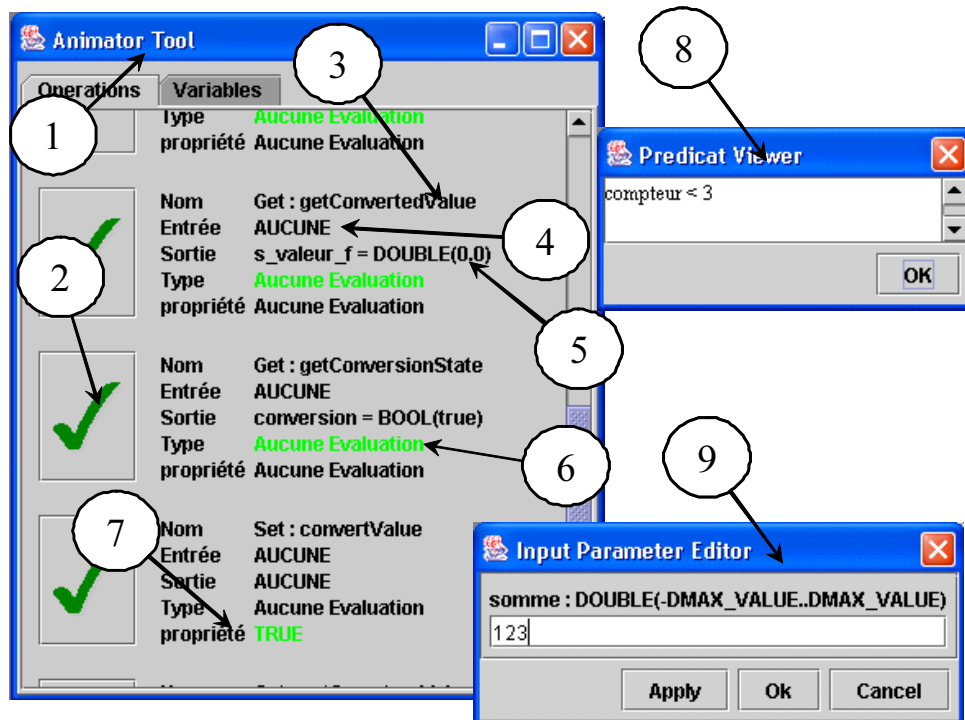 Animator Tool
Operations Variables
Type Aucune Evaluation
propriété Aucune Evaluation
Nom Get : getConvertedValue
Entrée AUCUNE
Sortie s_valeur_f = DOUBLE(0.0)
Type Aucune Evaluation
propriété Aucune Evaluation
Nom Get : getConversionState
Entrée AUCUNE
Sortie conversion = BOOL(true)
Type Aucune Evaluation
propriété Aucune Evaluation
Nom Set : convertValue
Entrée AUCUNE
Sortie AUCUNE
Type Aucune Evaluation
propriété TRUE
1
2
3
4
5
6
7
8
Predicat Viewer
compteur < 3
OK
9
Input Parameter Editor
somme : DOUBLE(-DMAX_VALUE..DMAX_VALUE)
123
Apply Ok Cancel